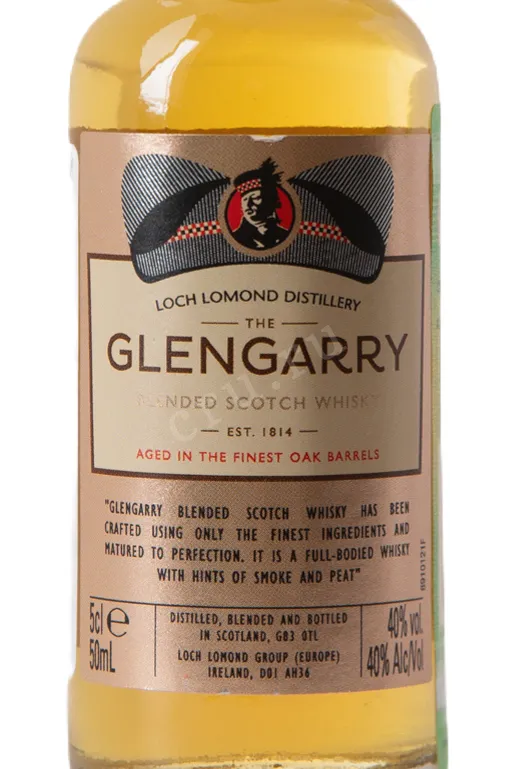 LOCH LOMOND DISTILLERY
THE
GLENGARRY
BLENDED SCOTCH WHISKY
EST. 1814
AGED IN THE FINEST OAK BARRELS
"GLENGARRY BLENDED SCOTCH WHISKY HAS BEEN
CRAFTED USING ONLY THE FINEST INGREDIENTS AND
MATURED TO PERFECTION. IT IS A FULL-BODIED WHISKY
WITH HINTS OF SMOKE AND PEAT"
8910121F
5cl e
50mL
DISTILLED, BLENDED AND BOTTLED
IN SCOTLAND, G83 0TL
LOCH LOMOND GROUP (EUROPE)
IRELAND, D01 AH36
40% vol.
40% Alc/Vol
cru.ru